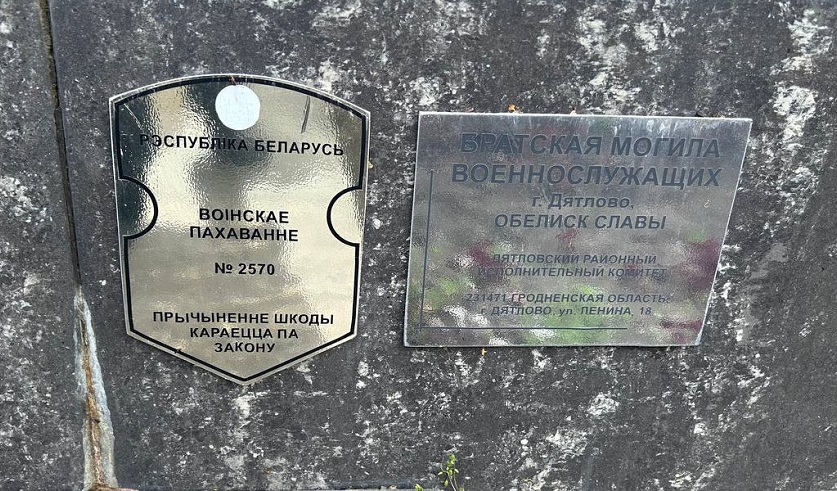 РЭСПУБЛІКА БЕЛАРУСЬ
ВОІНСКАЕ
ПАХАВАННЕ
№ 2570
ПРЫЧЫНЕННЕ ШКОДЫ
КАРАЕЦЦА ПА
ЗАКОНУ
БРАТСКАЯ МОГИЛА
ВОЕННОСЛУЖАЩИХ
г. Дятлово,
ОБЕЛИСК СЛАВЫ
ДЯТЛОВСКИЙ РАЙОННЫЙ
ИСПОЛНИТЕЛЬНЫЙ КОМИТЕТ
231471 ГРОДНЕНСКАЯ ОБЛАСТЬ
г. ДЯТЛОВО, ул. ЛЕНИНА, 18